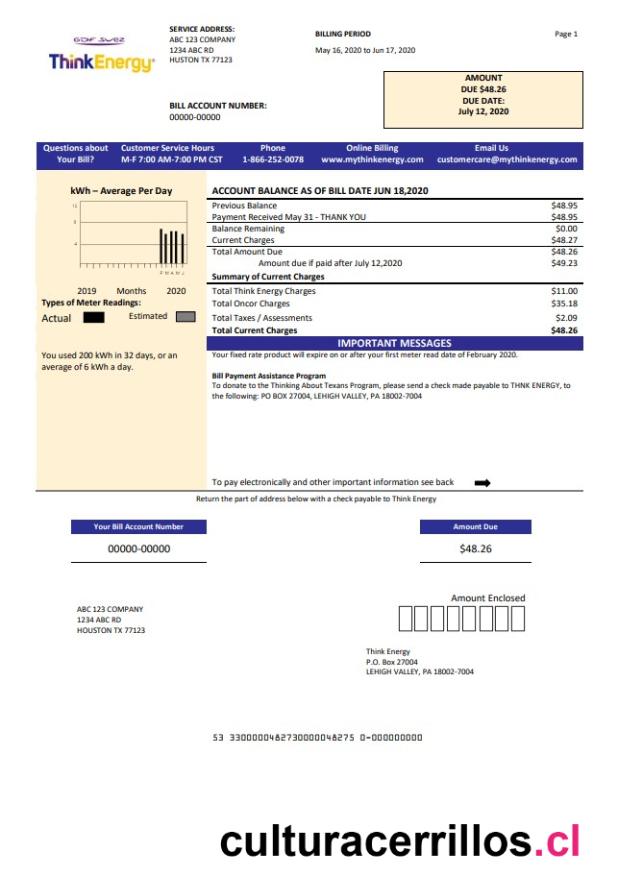 SERVICE ADDRESS:
ABC 123 COMPANY
1234 ABC RD
HUSTON TX 77123
BILLING PERIOD
May 16, 2020 to Jun 17, 2020
Page 1
GDF SUEZ
ThinkEnergy
BILL ACCOUNT NUMBER:
00000-00000
AMOUNT
DUE $48.26
DUE DATE:
July 12, 2020
Questions about
Your Bill?
Customer Service Hours
M-F 7:00 AM-7:00 PM CST
Phone
1-866-252-0078
Online Billing
www.mythinkenergy.com
Email Us
customercare@mythinkenergy.com
kWh – Average Per Day
12
8
4
F M A M J
2019 Months 2020
Types of Meter Readings:
Actual Estimated
You used 200 kWh in 32 days, or an
average of 6 kWh a day.
ACCOUNT BALANCE AS OF BILL DATE JUN 18,2020
Previous Balance $48.95
Payment Received May 31 - THANK YOU $48.95
Balance Remaining $0.00
Current Charges $48.27
Total Amount Due $48.26
Amount due if paid after July 12,2020 $49.23
Summary of Current Charges
Total Think Energy Charges $11.00
Total Oncor Charges $35.18
Total Taxes / Assessments $2.09
Total Current Charges $48.26
IMPORTANT MESSAGES
Your fixed rate product will expire on or after your first meter read date of February 2020.
Bill Payment Assistance Program
To donate to the Thinking About Texans Program, please send a check made payable to THNK ENERGY, to
the following: PO BOX 27004, LEHIGH VALLEY, PA 18002-7004
To pay electronically and other important information see back
Return the part of address below with a check payable to Think Energy
Your Bill Account Number
00000-00000
Amount Due
$48.26
ABC 123 COMPANY
1234 ABC RD
HOUSTON TX 77123
Amount Enclosed
Think Energy
P.O. Box 27004
LEHIGH VALLEY, PA 18002-7004
53 3300000482730000048275 0-000000000
culturacerrillos.cl